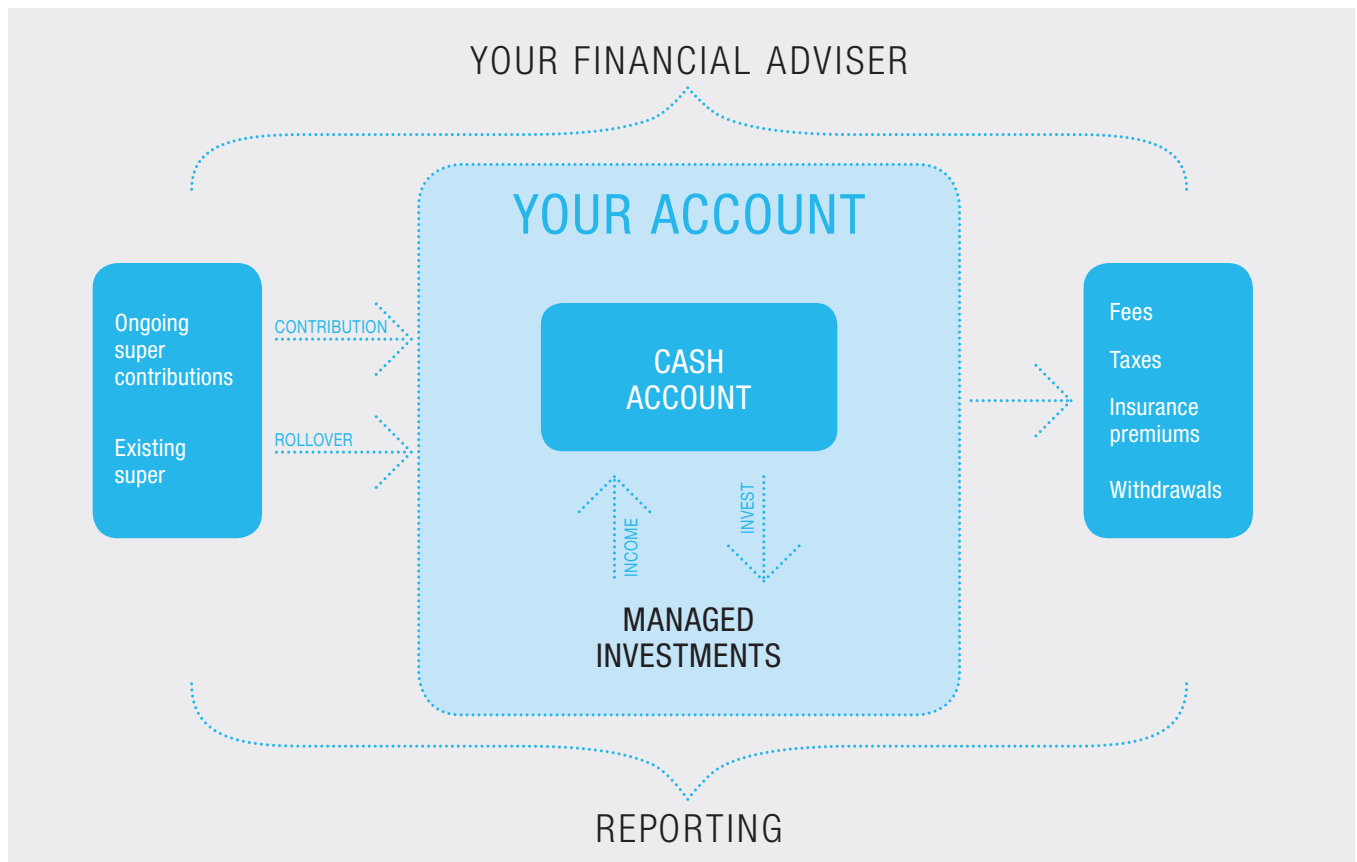 YOUR FINANCIAL ADVISER
YOUR ACCOUNT
Ongoing
super
contributions
Existing
super
CONTRIBUTION
ROLLOVER
CASH
ACCOUNT
INCOME
INVEST
MANAGED
INVESTMENTS
Fees
Taxes
Insurance
premiums
Withdrawals
REPORTING